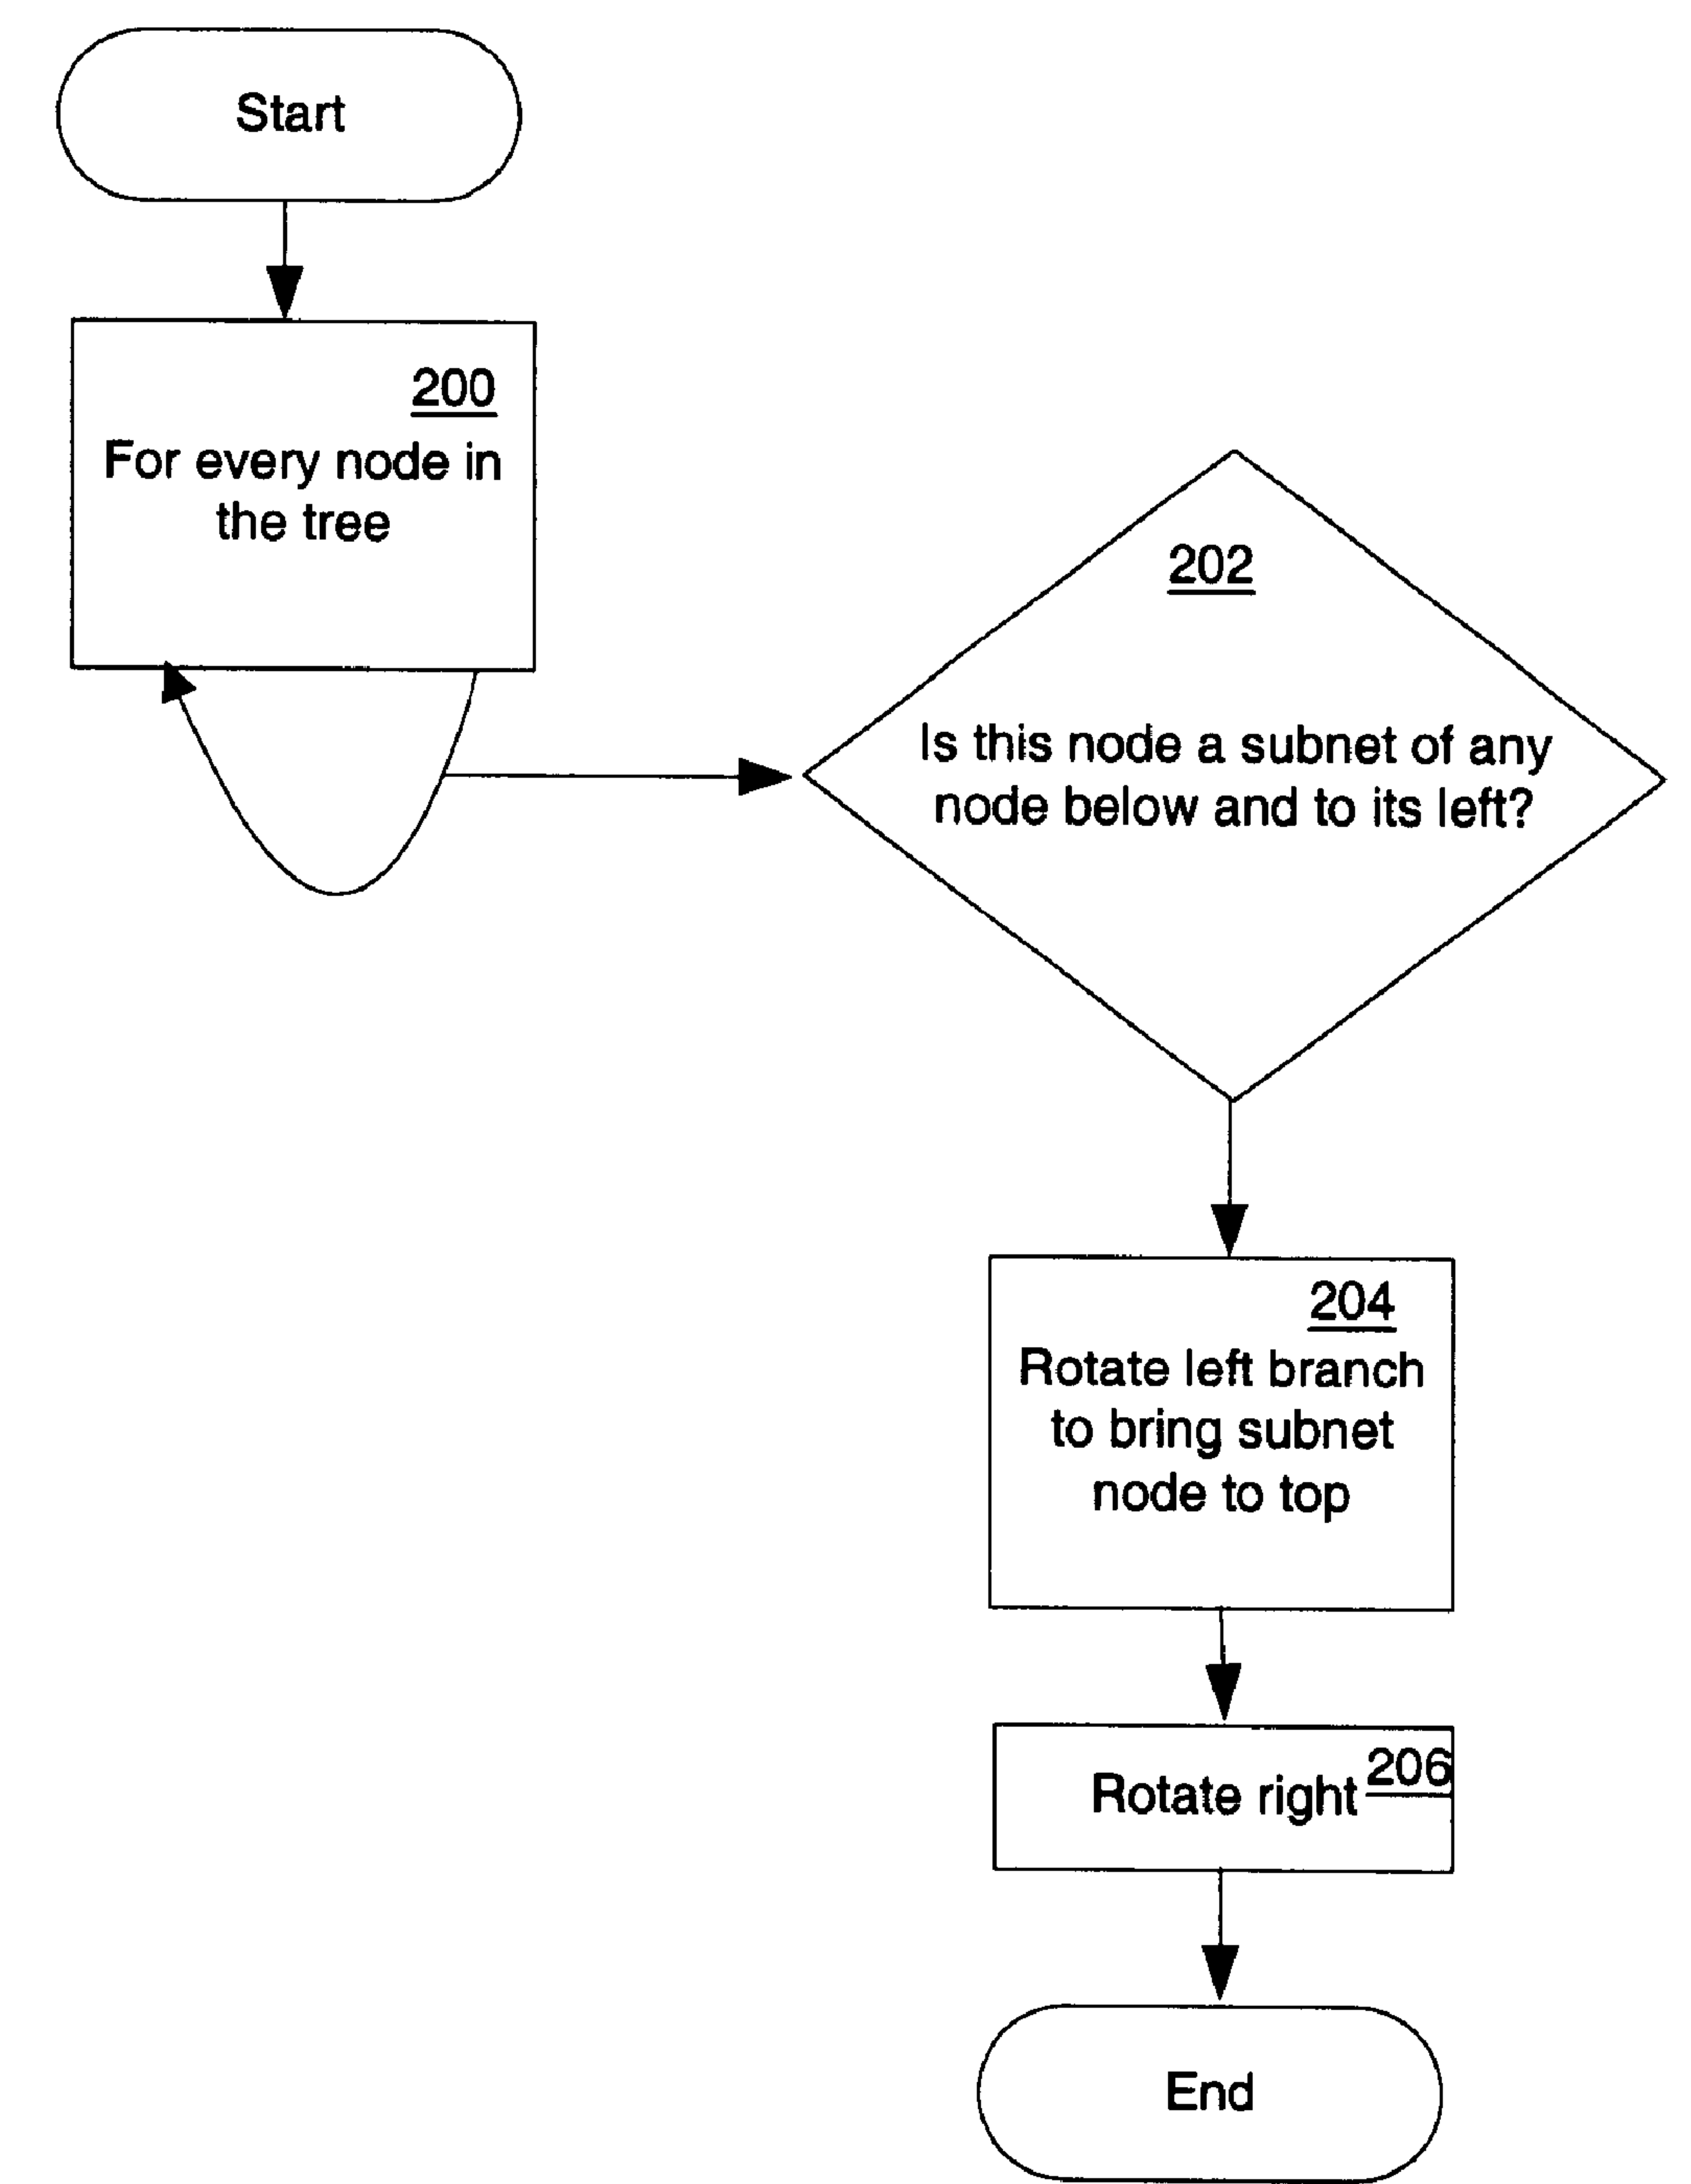 Start
200
For every node in
the tree
202
Is this node a subnet of any
node below and to its left?
204
Rotate left branch
to bring subnet
node to top
206
Rotate right
End